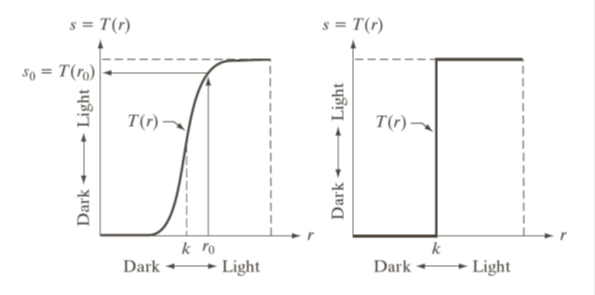 s = T(r)
s₀ = T(r₀)
T(r)
Dark Light
k r₀
r
Dark Light
s = T(r)
T(r)
Dark Light
k
r
Dark Light